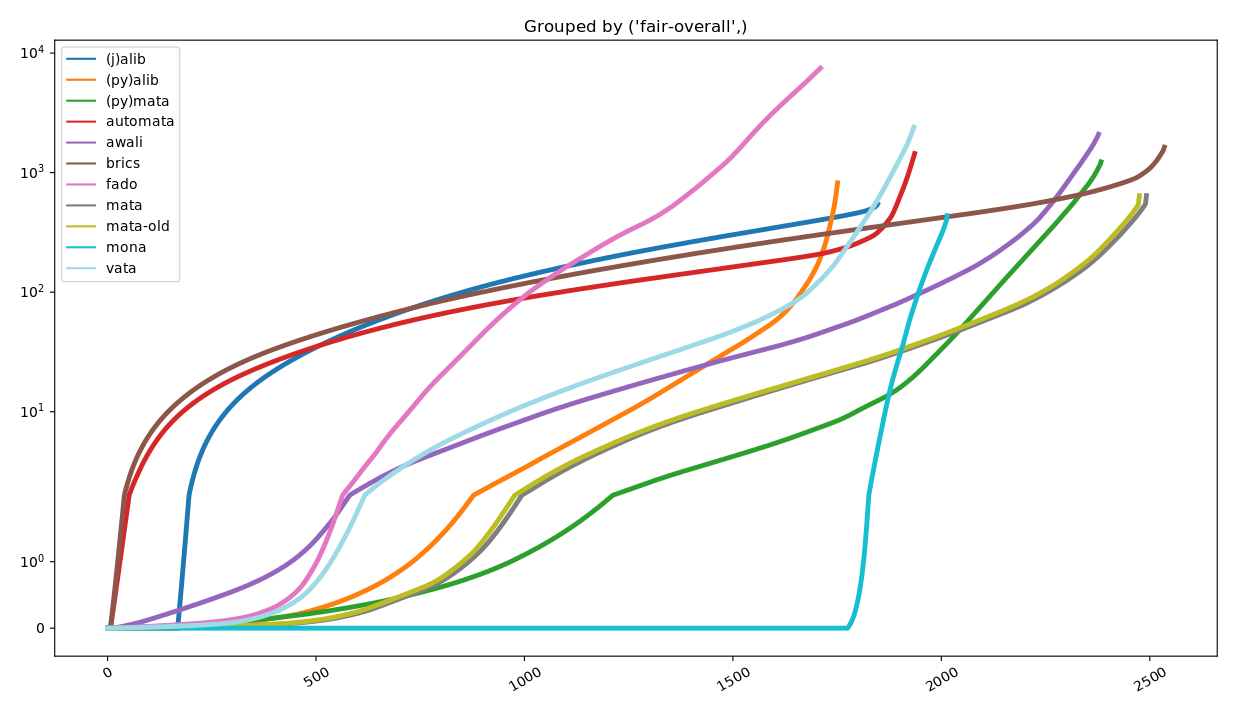 Grouped by ('fair-overall',)
10⁴
10³
10²
10¹
10⁰
0
(j)alib
(py)alib
(py)mata
automata
awali
brics
fado
mata
mata-old
mona
vata
0
500
1000
1500
2000
2500